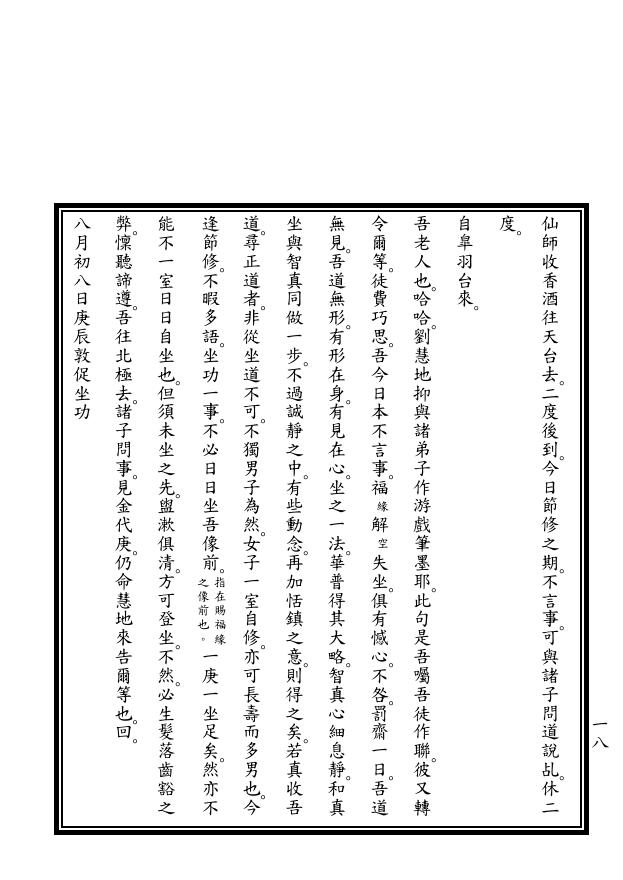 仙師收香酒往天台去。二度後到。今日節修之期。不言事。可與諸子問道說乩。休二
度。
自臯羽台來。
吾老人也。哈哈。劉慧地抑與諸弟子作游戲筆墨耶。此句是吾囑吾徒作聯。彼又轉
令爾等。徒費巧思。吾今日本不言事。福緣解空失坐。俱有憾心。不咎。罰齋一日。吾道
無見。吾道無形。有形在身。有見在心。坐之一法。華普得其大略。智真心細息靜。和真
坐與智真同做一步。不過誠靜之中。有些動念。再加恬鎮之意。則得之矣。若真收吾
道。尋正道者。非從坐道不可。不獨男子為然。女子一室自修。亦可長壽而多男也。今
逢節修。不暇多語。坐功一事。不必日日坐吾像前。指在賜福緣之像前也。一庚一坐足矣。然亦不
能不一室日日自坐也。但須未坐之先。盥漱俱清。方可登坐。不然。必生髮落齒豁之
弊。懍聽諦遵。吾往北極去。諸子問事。見金代庚。仍命慧地來告爾等也。回。
八月初八日庚辰敦促坐功
一八